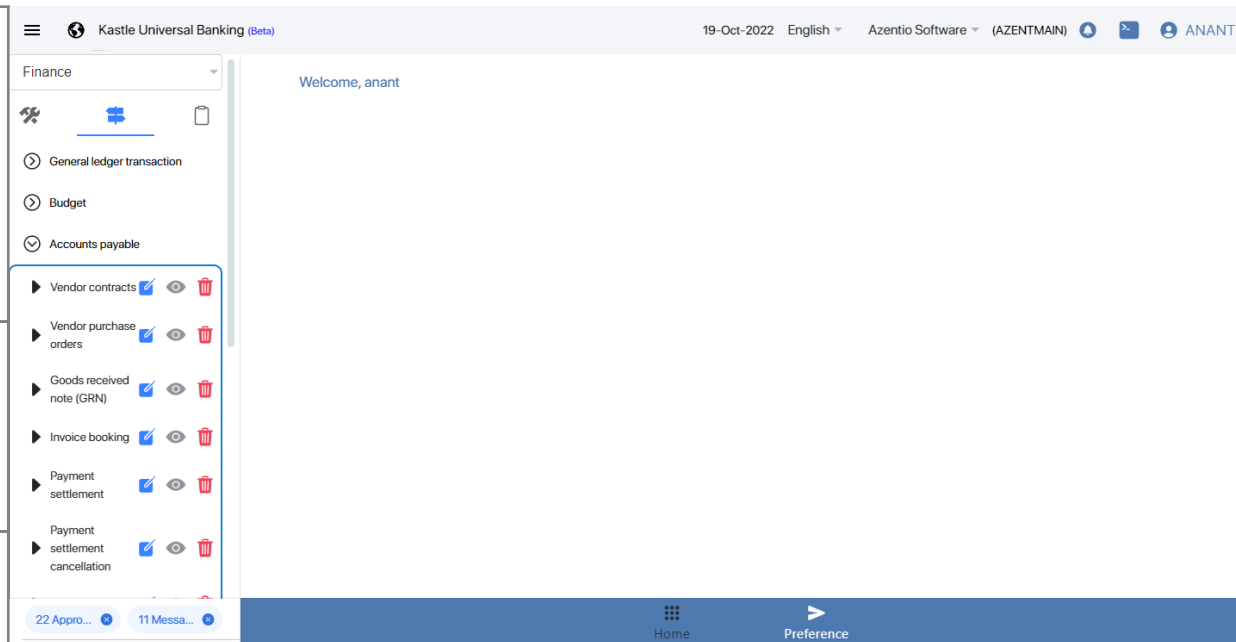 Kastle Universal Banking (Beta)
19-Oct-2022 English Azentio Software (AZENTMAIN) ANANT
Finance
Welcome, anant
General ledger transaction
Budget
Accounts payable
Vendor contracts
Vendor purchase
orders
Goods received
note (GRN)
Invoice booking
Payment
settlement
Payment
settlement
cancellation
22 Appro... 11 Messa...
Home Preference